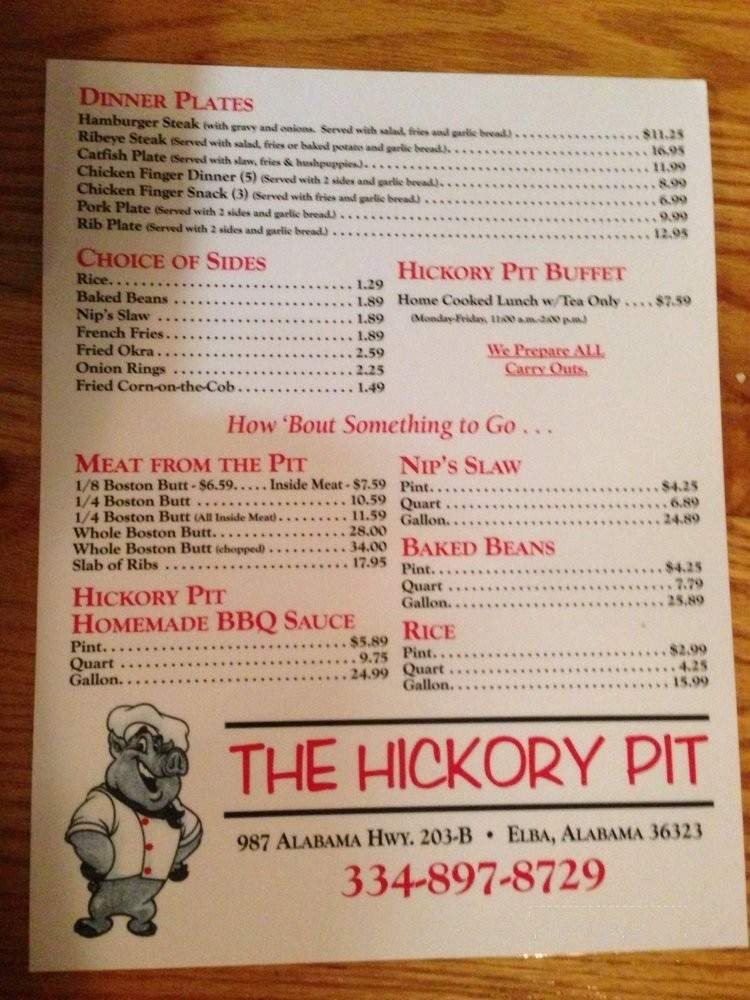 DINNER PLATES
Hamburger Steak (with gravy and onions. Served with salad, fries and garlic bread.) . . . . . . . . . . . . . . . . . $11.25
Ribeye Steak (Served with salad, fries or baked potato and garlic bread). . . . . . . . . . . . . . . . . . . . . . . . . . 16.95
Catfish Plate (Served with slaw, fries & hushpuppies.). . . . . . . . . . . . . . . . . . . . . . . . . . . . . . . . . . . . . 11.99
Chicken Finger Dinner (5) (Served with 2 sides and garlic bread.). . . . . . . . . . . . . . . . . . . . . . . . . . . . 8.99
Chicken Finger Snack (3) (Served with fries and garlic bread.) . . . . . . . . . . . . . . . . . . . . . . . . . . . . . . 6.99
Pork Plate (Served with 2 sides and garlic bread.) . . . . . . . . . . . . . . . . . . . . . . . . . . . . . . . . . . . . . . . . 9.99
Rib Plate (Served with 2 sides and garlic bread.) . . . . . . . . . . . . . . . . . . . . . . . . . . . . . . . . . . . . . . . . 12.95
CHOICE OF SIDES
Rice. . . . . . . . . . . . . . . . . . . . . . . . . . . . . . 1.29
Baked Beans . . . . . . . . . . . . . . . . . . . . . . 1.89
Nip's Slaw . . . . . . . . . . . . . . . . . . . . . . . . 1.89
French Fries. . . . . . . . . . . . . . . . . . . . . . . 1.89
Fried Okra. . . . . . . . . . . . . . . . . . . . . . . . 2.59
Onion Rings . . . . . . . . . . . . . . . . . . . . . . 2.25
Fried Corn-on-the-Cob. . . . . . . . . . . . . . 1.49
HICKORY PIT BUFFET
Home Cooked Lunch w/Tea Only . . . . $7.59
(Monday-Friday, 11:00 a.m.-2:00 p.m.)
We Prepare ALL
Carry Outs.
How 'Bout Something to Go . . .
MEAT FROM THE PIT
1/8 Boston Butt - $6.59. . . . . Inside Meat - $7.59
1/4 Boston Butt . . . . . . . . . . . . . . . . . . 10.59
1/4 Boston Butt (All Inside Meat). . . . . . . . . 11.59
Whole Boston Butt. . . . . . . . . . . . . . . . . 28.00
Whole Boston Butt (chopped) . . . . . . . . . . 34.00
Slab of Ribs . . . . . . . . . . . . . . . . . . . . . . 17.95
HICKORY PIT
HOMEMADE BBQ SAUCE
Pint. . . . . . . . . . . . . . . . . . . . . . . . . . . $5.89
Quart . . . . . . . . . . . . . . . . . . . . . . . . . . 9.75
Gallon. . . . . . . . . . . . . . . . . . . . . . . . . 24.99
NIP'S SLAW
Pint. . . . . . . . . . . . . . . . . . . . . . . . . . . $4.25
Quart . . . . . . . . . . . . . . . . . . . . . . . . . . 6.89
Gallon. . . . . . . . . . . . . . . . . . . . . . . . . 24.89
BAKED BEANS
Pint. . . . . . . . . . . . . . . . . . . . . . . . . . . $4.25
Quart . . . . . . . . . . . . . . . . . . . . . . . . . . 7.79
Gallon. . . . . . . . . . . . . . . . . . . . . . . . . 25.89
RICE
Pint. . . . . . . . . . . . . . . . . . . . . . . . . . . $2.99
Quart . . . . . . . . . . . . . . . . . . . . . . . . . . 4.25
Gallon. . . . . . . . . . . . . . . . . . . . . . . . . 15.99
THE HICKORY PIT
987 ALABAMA HWY. 203-B • ELBA, ALABAMA 36323
334-897-8729